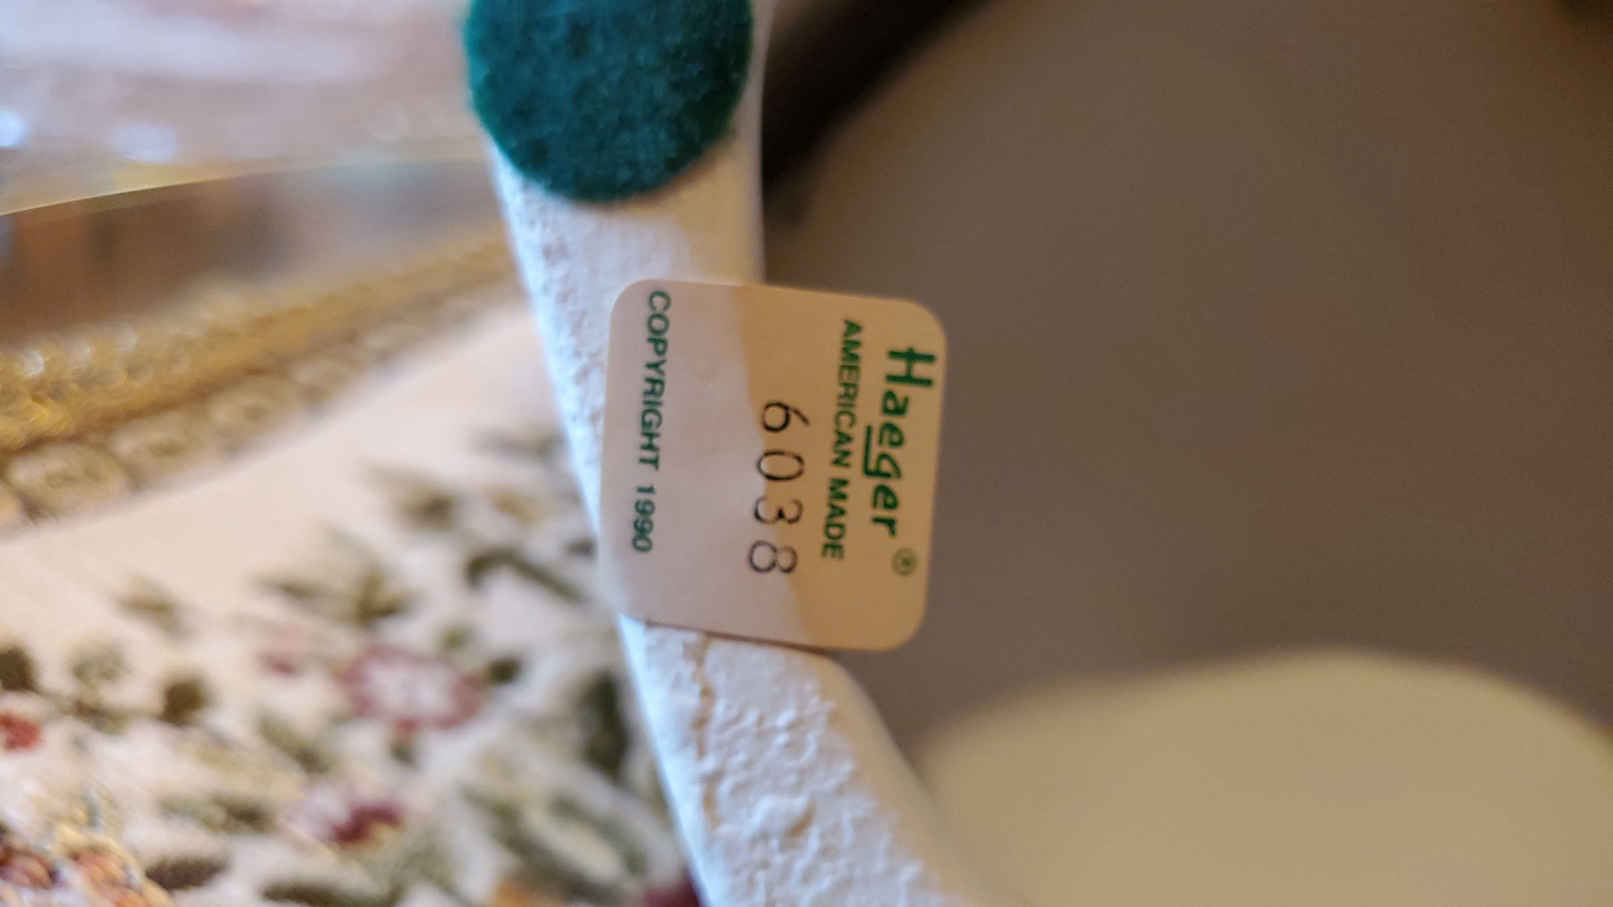 Haeger®
AMERICAN MADE
6038
COPYRIGHT 1990